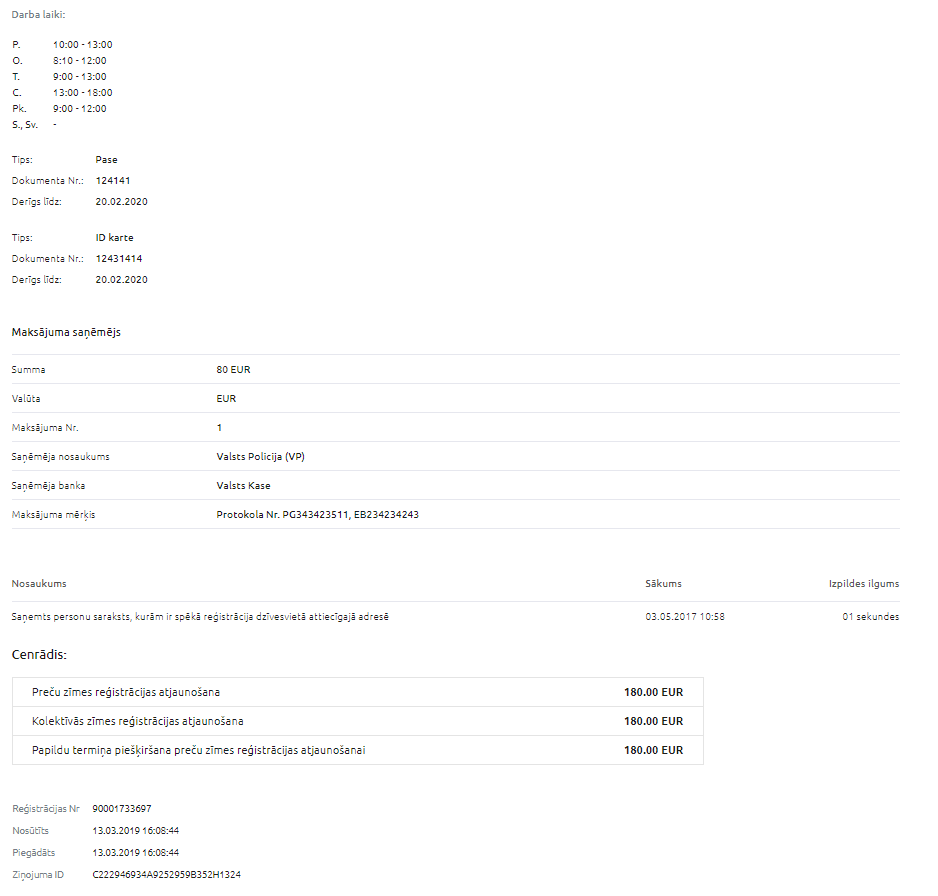 Darba laiki:
P. 10:00 - 13:00
O. 8:10 - 12:00
T. 9:00 - 13:00
C. 13:00 - 18:00
Pk. 9:00 - 12:00
S., Sv. -
Tips: Pase
Dokumenta Nr.: 124141
Derīgs līdz: 20.02.2020
Tips: ID karte
Dokumenta Nr.: 12431414
Derīgs līdz: 20.02.2020
Maksājuma saņēmējs
Summa 80 EUR
Valūta EUR
Maksājuma Nr. 1
Saņēmēja nosaukums Valsts Policija (VP)
Saņēmēja banka Valsts Kase
Maksājuma mērķis Protokola Nr. PG343423511, EB234234243
Nosaukums Sākums Izpildes ilgums
Saņemts personu saraksts, kurām ir spēkā reģistrācija dzīvesvietā attiecīgajā adresē 03.05.2017 10:58 01 sekundes
Cenrādis:
Preču zīmes reģistrācijas atjaunošana 180.00 EUR
Kolektīvās zīmes reģistrācijas atjaunošana 180.00 EUR
Papildu termiņa piešķiršana preču zīmes reģistrācijas atjaunošanai 180.00 EUR
Reģistrācijas Nr 90001733697
Nosūtīts 13.03.2019 16:08:44
Piegādāts 13.03.2019 16:08:44
Ziņojuma ID C222946934A9252959B352H1324